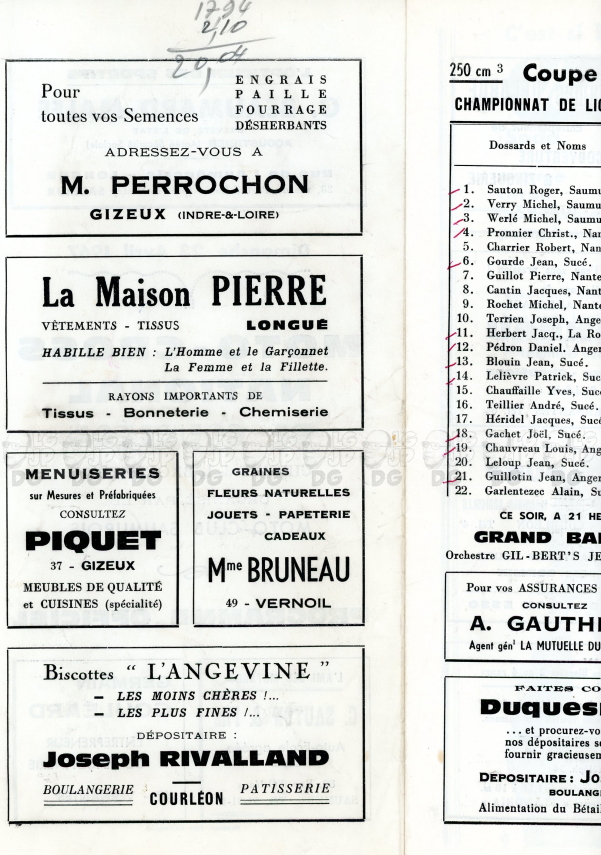 1794
2,10
20,04
Pour
toutes vos Semences
ENGRAIS
PAILLE
FOURRAGE
DÉSHERBANTS
ADRESSEZ-VOUS A
M. PERROCHON
GIZEUX (INDRE-&-LOIRE)
La Maison PIERRE
VÊTEMENTS - TISSUS LONGUÉ
HABILLE BIEN : L'Homme et le Garçonnet
La Femme et la Fillette.
RAYONS IMPORTANTS DE
Tissus - Bonneterie - Chemiserie
MENUISERIES
sur Mesures et Préfabriquées
CONSULTEZ
PIQUET
37 - GIZEUX
MEUBLES DE QUALITÉ
et CUISINES (spécialité)
GRAINES
FLEURS NATURELLES
JOUETS - PAPETERIE
CADEAUX
Mme BRUNEAU
49 - VERNOIL
Biscottes “ L'ANGEVINE ”
— LES MOINS CHÈRES !...
— LES PLUS FINES !...
DÉPOSITAIRE :
Joseph RIVALLAND
BOULANGERIE COURLÉON PATISSERIE
250 cm 3 Coupe
CHAMPIONNAT DE LIG
Dossards et Noms
1. Sauton Roger, Saumu
2. Verry Michel, Saumu
3. Werlé Michel, Saumu
4. Pronnier Christ., Nan
5. Charrier Robert, Nan
6. Gourde Jean, Sucé.
7. Guillot Pierre, Nante
8. Cantin Jacques, Nant
9. Rochet Michel, Nante
10. Terrien Joseph, Ange
11. Herbert Jacq., La Ro
12. Pédron Daniel. Anger
13. Blouin Jean, Sucé.
14. Lelièvre Patrick, Suc
15. Chauffaille Yves, Suc
16. Teillier André, Sucé.
17. Héridel Jacques, Sucé
18. Gachet Joël, Sucé.
19. Chauvreau Louis, Ang
20. Leloup Jean, Sucé.
21. Guillotin Jean, Anger
22. Garlentezec Alain, Su
CE SOIR, A 21 HE
GRAND BA
Orchestre GIL-BERT'S JE
Pour vos ASSURANCES
CONSULTEZ
A. GAUTHI
Agent génl LA MUTUELLE DU
FAITES CO
Duques
... et procurez-vo
nos dépositaires se
fournir gracieusem
DEPOSITAIRE : Jo
BOULANG
Alimentation du Bétai